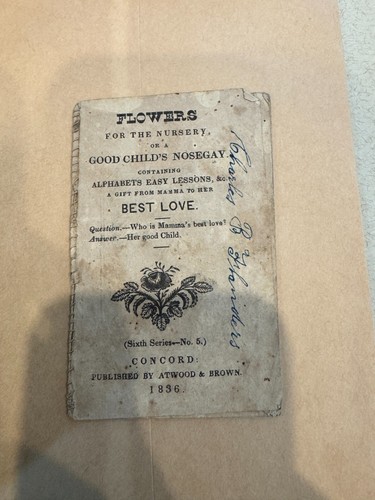 FLOWERS
FOR THE NURSERY,
OR A
GOOD CHILD'S NOSEGAY.
CONTAINING
ALPHABETS EASY LESSONS, &c.
A GIFT FROM MAMMA TO HER
BEST LOVE.
Question.—Who is Mamma's best love?
Answer.—Her good Child.
(Sixth Series—No. 5.)
CONCORD:
PUBLISHED BY ATWOOD & BROWN.
1836.
Charles B Flanders